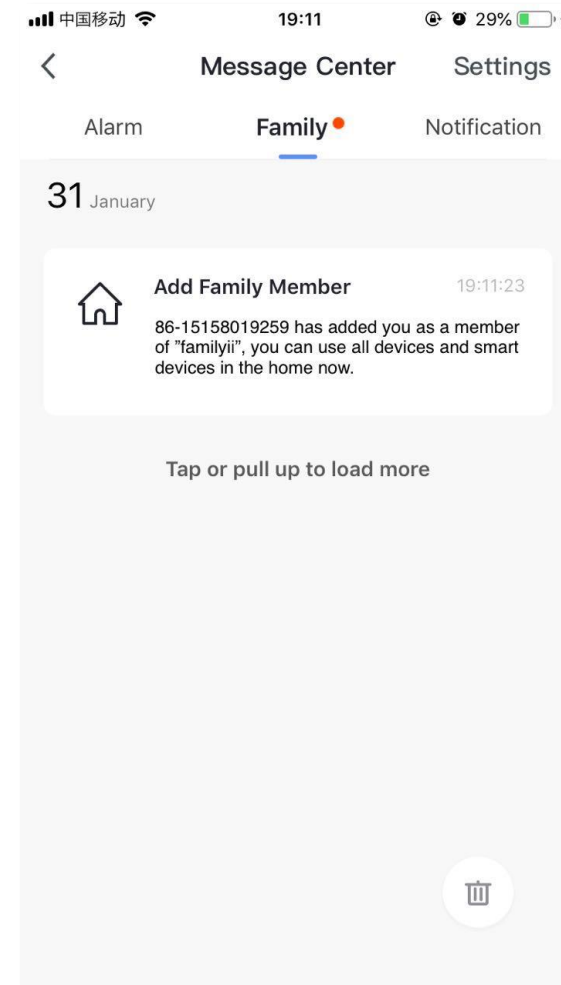 中国移动 19:11 29%
Message Center Settings
Alarm Family Notification
31 January
Add Family Member 19:11:23
86-15158019259 has added you as a member
of ”familyii”, you can use all devices and smart
devices in the home now.
Tap or pull up to load more